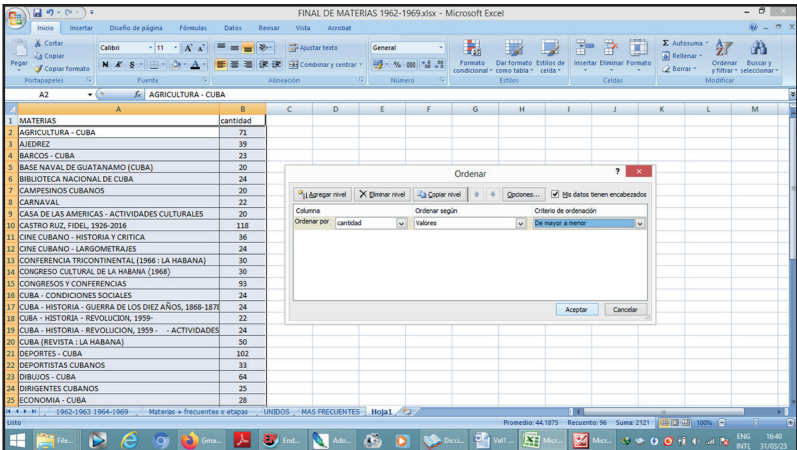 FINAL DE MATERIAS 1962-1969.xlsx - Microsoft Excel
Inicio Insertar Diseño de página Fórmulas Datos Revisar Vista Acrobat
Pegar
Cortar
Copiar
Copiar formato
Portapapeles
Calibri 11
N K S
Fuente
Ajustar texto
Combinar y centrar
Alineación
General
% 000
Número
Formato condicional
Dar formato como tabla
Estilos de celda
Estilos
Insertar Eliminar Formato
Celdas
Autosuma
Rellenar
Borrar
Ordenar y filtrar
Buscar y seleccionar
Modificar
A2 fx AGRICULTURA - CUBA
A B C D E F G H I J K L M
1 MATERIAS cantidad
2 AGRICULTURA - CUBA 71
3 AJEDREZ 39
4 BARCOS - CUBA 23
5 BASE NAVAL DE GUATANAMO (CUBA) 20
6 BIBLIOTECA NACIONAL DE CUBA 24
7 CAMPESINOS CUBANOS 20
8 CARNAVAL 22
9 CASA DE LAS AMERICAS - ACTIVIDADES CULTURALES 20
10 CASTRO RUZ, FIDEL, 1926-2016 118
11 CINE CUBANO - HISTORIA Y CRITICA 36
12 CINE CUBANO - LARGOMETRAJES 24
13 CONFERENCIA TRICONTINENTAL (1966 : LA HABANA) 30
14 CONGRESO CULTURAL DE LA HABANA (1968) 30
15 CONGRESOS Y CONFERENCIAS 93
16 CUBA - CONDICIONES SOCIALES 24
17 CUBA - HISTORIA - GUERRA DE LOS DIEZ AÑOS, 1868-1878 24
18 CUBA - HISTORIA - REVOLUCION, 1959- 22
19 CUBA - HISTORIA - REVOLUCION, 1959 - - ACTIVIDADES 24
20 CUBA (REVISTA : LA HABANA) 50
21 DEPORTES - CUBA 102
22 DEPORTISTAS CUBANOS 33
23 DIBUJOS - CUBA 64
24 DIRIGENTES CUBANOS 25
25 ECONOMIA - CUBA 28
Ordenar
? x
Agregar nivel Eliminar nivel Copiar nivel Opciones... Mis datos tienen encabezados
Columna Ordenar según Criterio de ordenación
Ordenar por cantidad Valores De mayor a menor
Aceptar Cancelar
1962-1963 1964-1969 Materias + frecuentes x etapas UNIDOS MAS FRECUENTES Hoja1
Listo Promedio: 44.1875 Recuento: 96 Suma: 2121 100%
File... Gma... End... Ado... Dicci... Val1 ... Micr... Micr... ENG 16:40
INTL 31/03/23